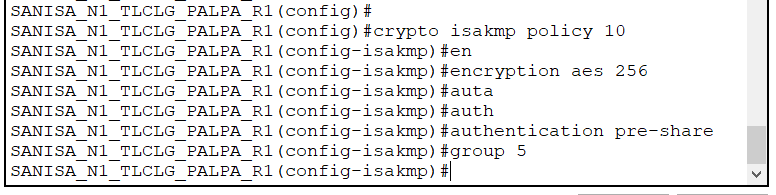 SANISA_N1_TLCLG_PALPA_R1(config)#
SANISA_N1_TLCLG_PALPA_R1(config)#crypto isakmp policy 10
SANISA_N1_TLCLG_PALPA_R1(config-isakmp)#en
SANISA_N1_TLCLG_PALPA_R1(config-isakmp)#encryption aes 256
SANISA_N1_TLCLG_PALPA_R1(config-isakmp)#auta
SANISA_N1_TLCLG_PALPA_R1(config-isakmp)#auth
SANISA_N1_TLCLG_PALPA_R1(config-isakmp)#authentication pre-share
SANISA_N1_TLCLG_PALPA_R1(config-isakmp)#group 5
SANISA_N1_TLCLG_PALPA_R1(config-isakmp)#